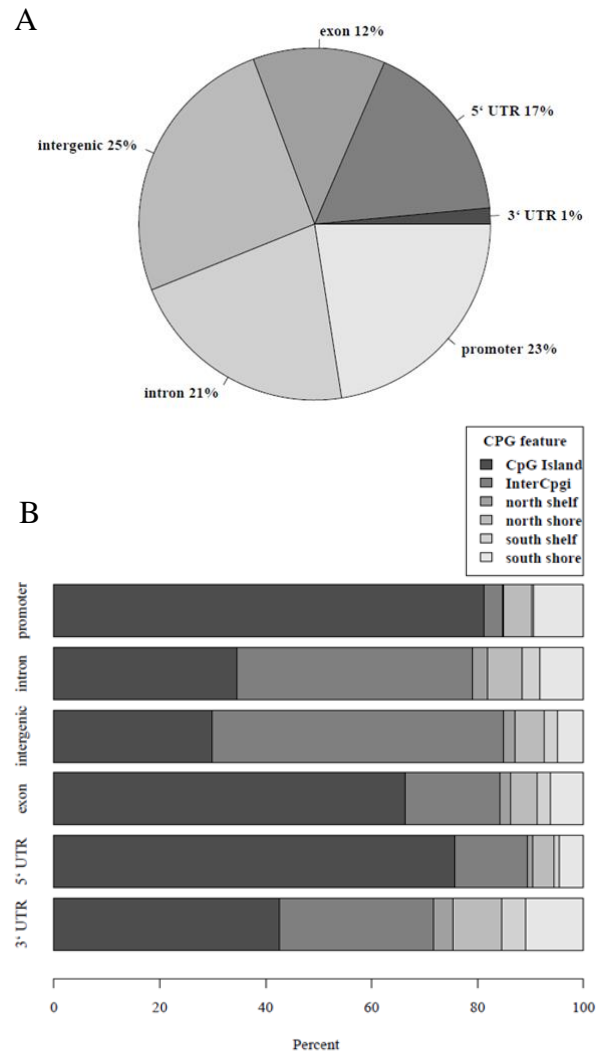 A
exon 12%
5‘ UTR 17%
intergenic 25%
3‘ UTR 1%
promoter 23%
intron 21%
CPG feature
CpG Island
InterCpgi
north shelf
north shore
south shelf
south shore
B
promoter
intron
intergenic
exon
5‘ UTR
3‘ UTR
0 20 40 60 80 100
Percent